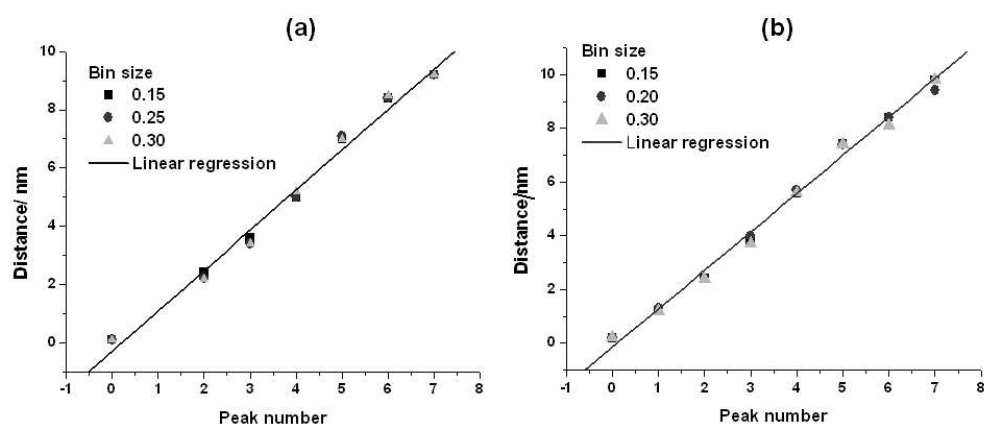 (a)
10
8
6
4
2
0
Distance/ nm
Bin size
0.15
0.25
0.30
Linear regression
-1 0 1 2 3 4 5 6 7 8
Peak number
(b)
10
8
6
4
2
0
Distance/nm
Bin size
0.15
0.20
0.30
Linear regression
-1 0 1 2 3 4 5 6 7 8
Peak number